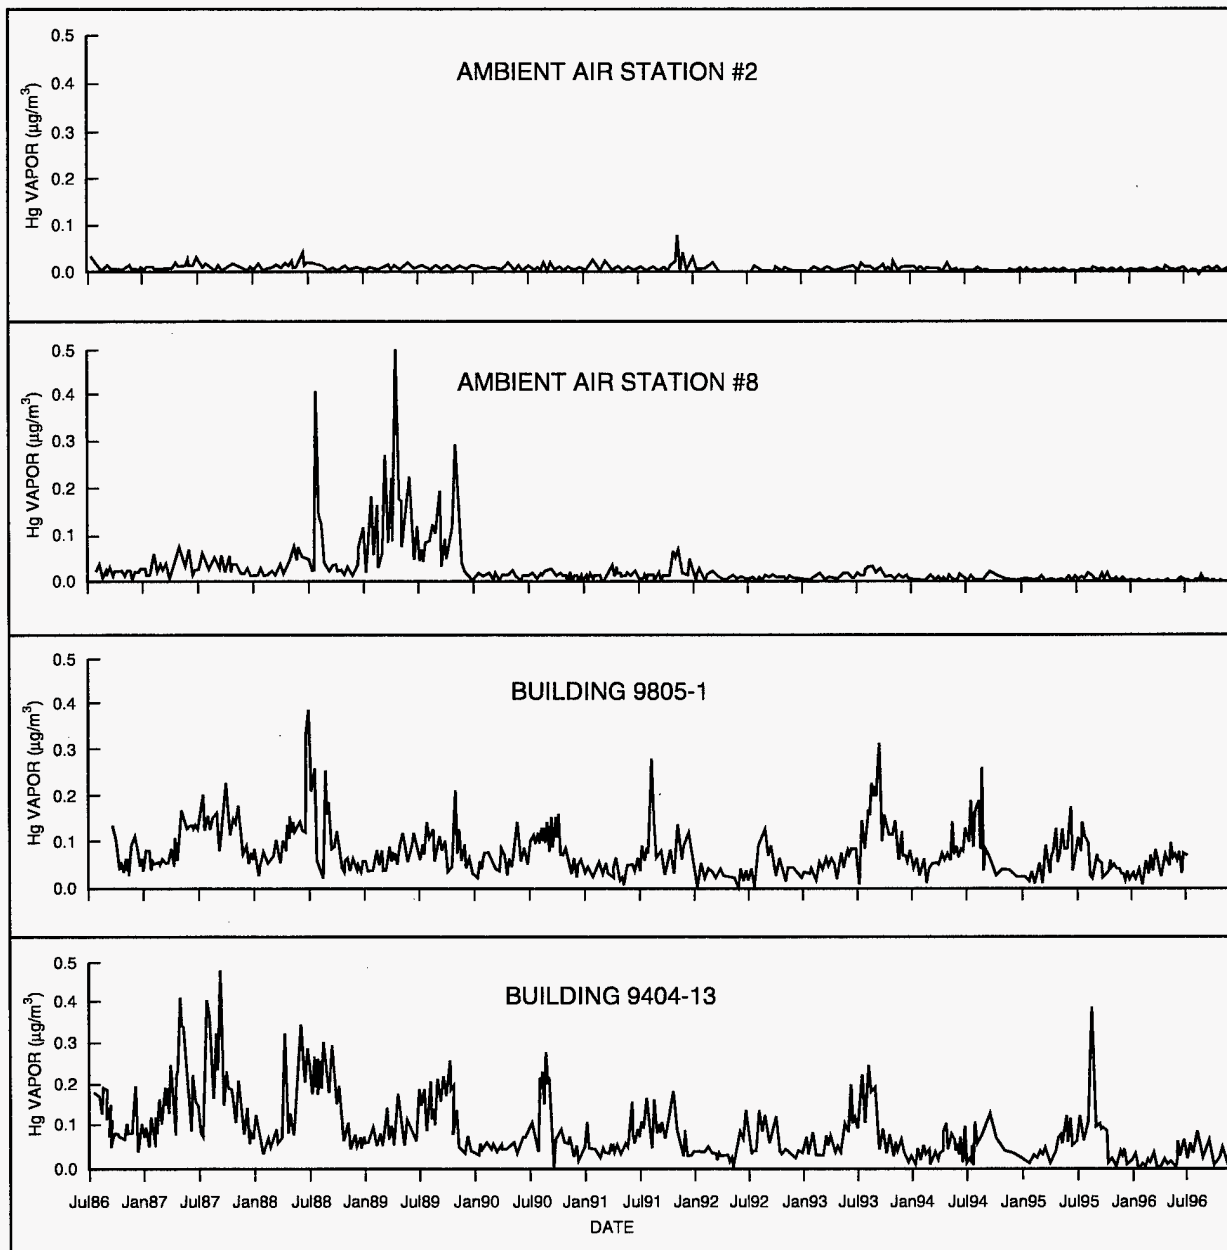 AMBIENT AIR STATION #2
Hg VAPOR (µg/m³)
0.5
0.4
0.3
0.2
0.1
0.0
AMBIENT AIR STATION #8
Hg VAPOR (µg/m³)
0.5
0.4
0.3
0.2
0.1
0.0
BUILDING 9805-1
Hg VAPOR (µg/m³)
0.5
0.4
0.3
0.2
0.1
0.0
BUILDING 9404-13
Hg VAPOR (µg/m³)
0.5
0.4
0.3
0.2
0.1
0.0
Jul86 Jan87 Jul87 Jan88 Jul88 Jan89 Jul89 Jan90 Jul90 Jan91 Jul91 Jan92 Jul92 Jan93 Jul93 Jan94 Jul94 Jan95 Jul95 Jan96 Jul96
DATE